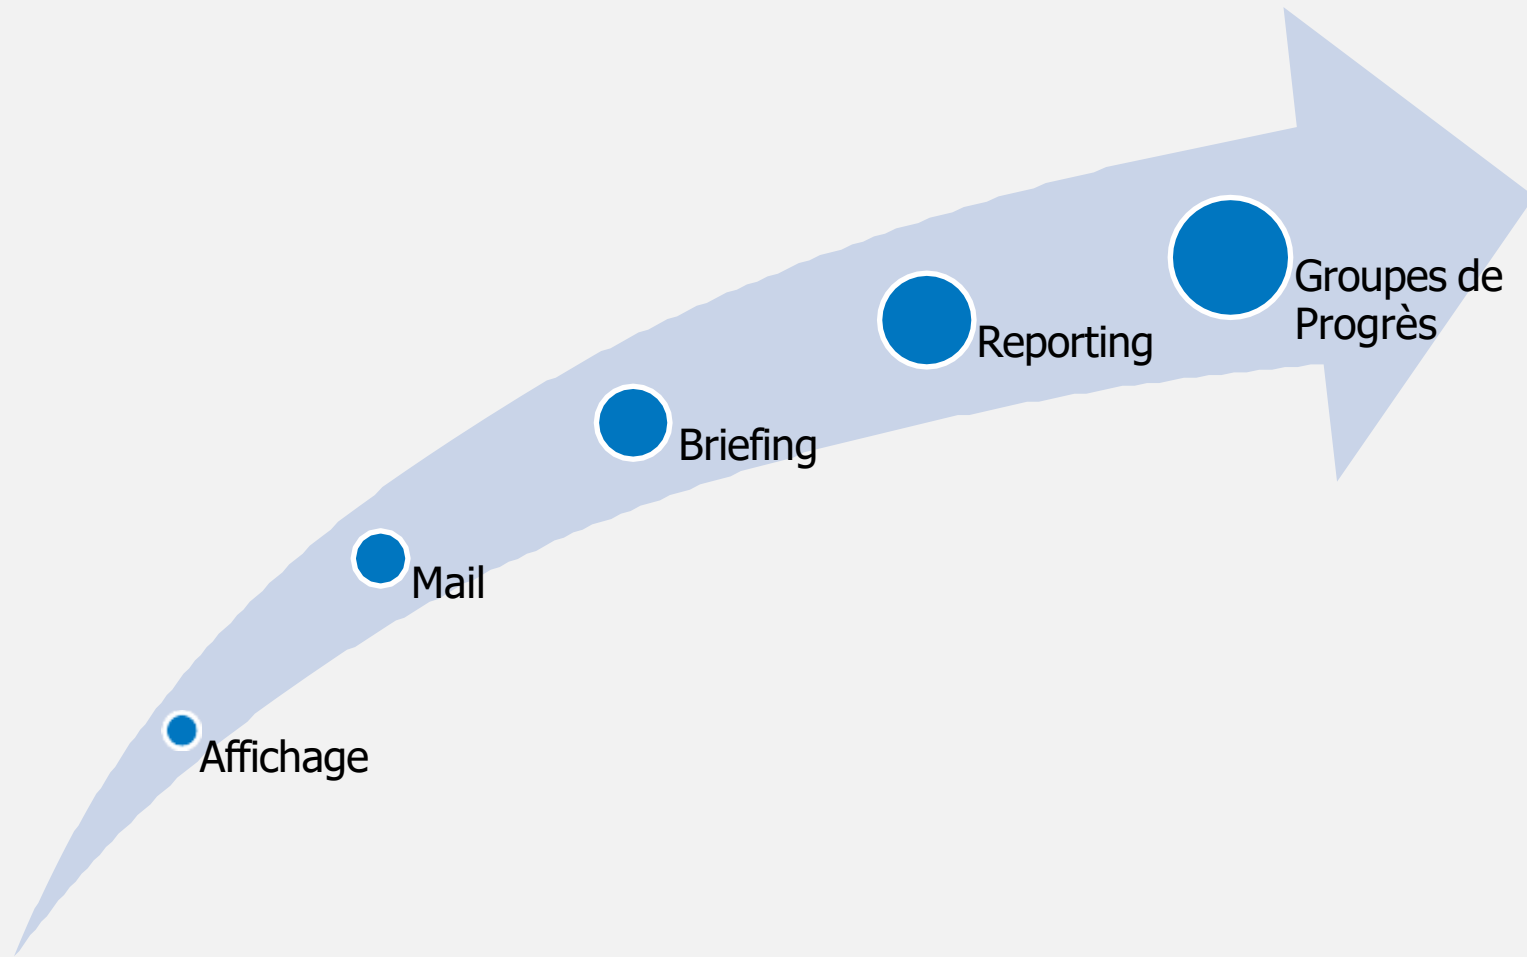 Groupes de
Progrès
Reporting
Briefing
Mail
Affichage